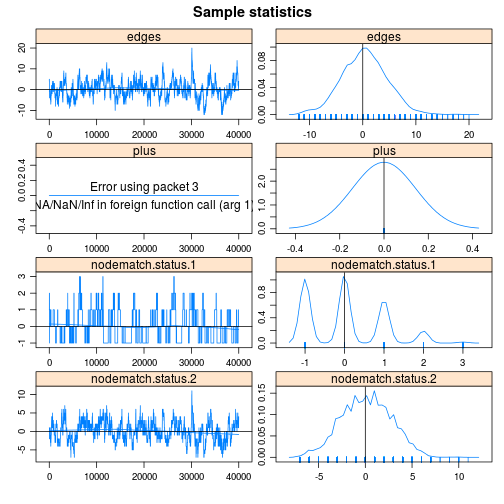 Sample statistics
edges
edges
-10 0 10 20
0.00 0.04 0.08
0 10000 20000 30000 40000
-10 0 10 20
plus
plus
-0.4 0.0 0.2 0.4
Error using packet 3
NA/NaN/Inf in foreign function call (arg 1)
0.0 1.0 2.0
0 10000 20000 30000 40000
-0.4 -0.2 0.0 0.2 0.4
nodematch.status.1
nodematch.status.1
-1 0 1 2 3
0.0 0.4 0.8
0 10000 20000 30000 40000
-1 0 1 2 3
nodematch.status.2
nodematch.status.2
-5 0 5 10
0.00 0.05 0.10 0.15
0 10000 20000 30000 40000
-5 0 5 10